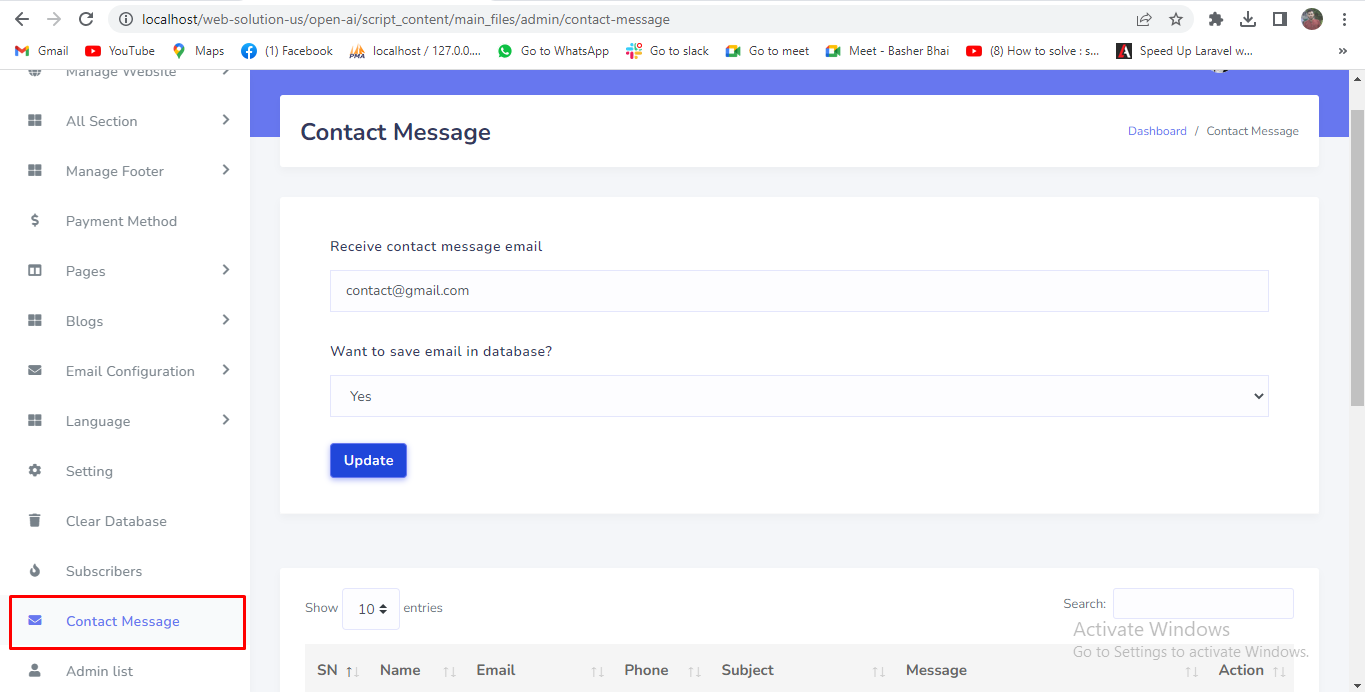 localhost/web-solution-us/open-ai/script_content/main_files/admin/contact-message
Gmail YouTube Maps (1) Facebook localhost / 127.0.0.... Go to WhatsApp Go to slack Go to meet Meet - Basher Bhai (8) How to solve : s... Speed Up Laravel w... »
Manage Website
All Section
Manage Footer
Payment Method
Pages
Blogs
Email Configuration
Language
Setting
Clear Database
Subscribers
Contact Message
Admin list
Contact Message
Dashboard / Contact Message
Receive contact message email
contact@gmail.com
Want to save email in database?
Yes
Update
Show 10 entries
Search:
SN Name Email Phone Subject Message Action
Activate Windows
Go to Settings to activate Windows.